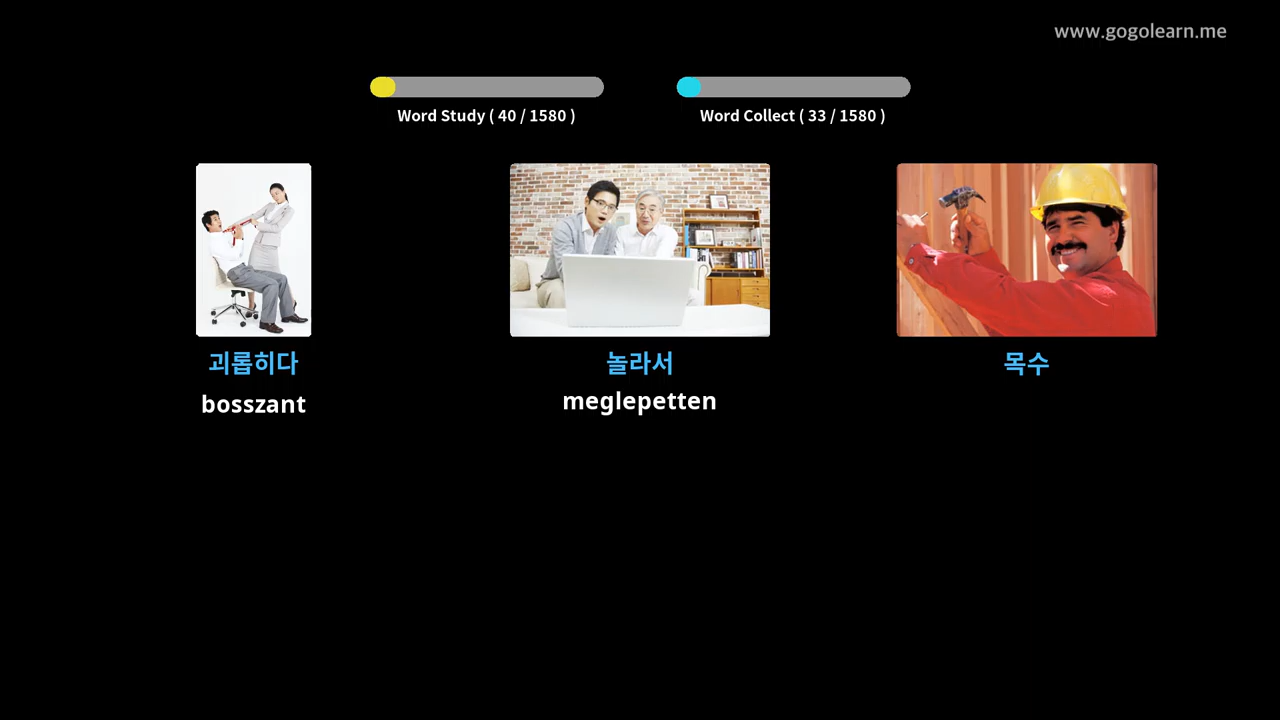 www.gogolearn.me
Word Study ( 40 / 1580 )
Word Collect ( 33 / 1580 )
괴롭히다
놀라서
목수
bosszant
meglepetten